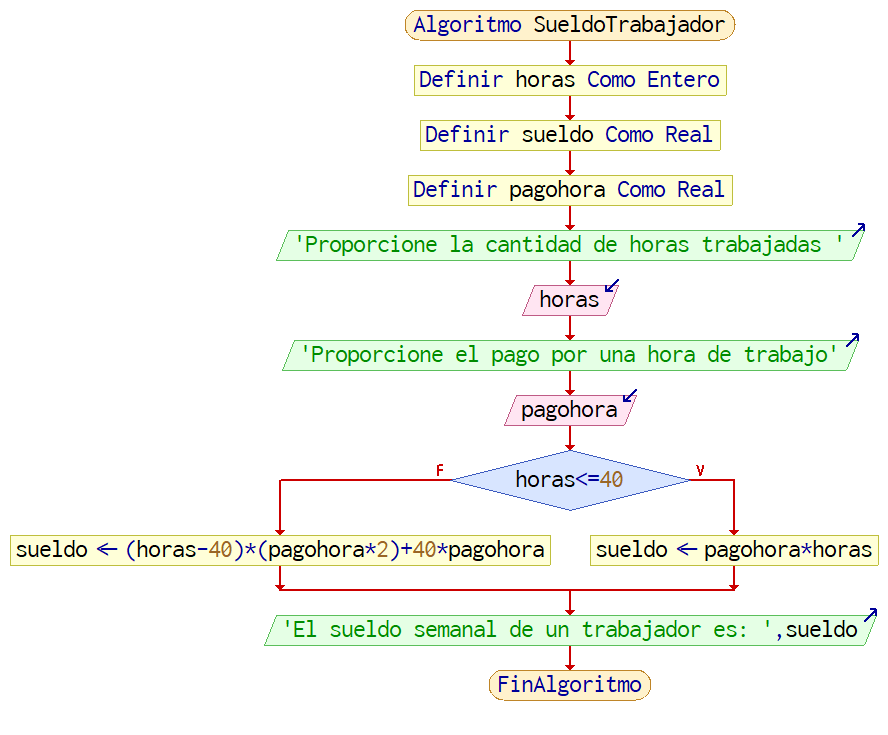 Algoritmo SueldoTrabajador
Definir horas Como Entero
Definir sueldo Como Real
Definir pagohora Como Real
'Proporcione la cantidad de horas trabajadas '
horas
'Proporcione el pago por una hora de trabajo'
pagohora
F
V
horas<=40
sueldo ← (horas-40)*(pagohora*2)+40*pagohora
sueldo ← pagohora*horas
'El sueldo semanal de un trabajador es: ',sueldo
FinAlgoritmo